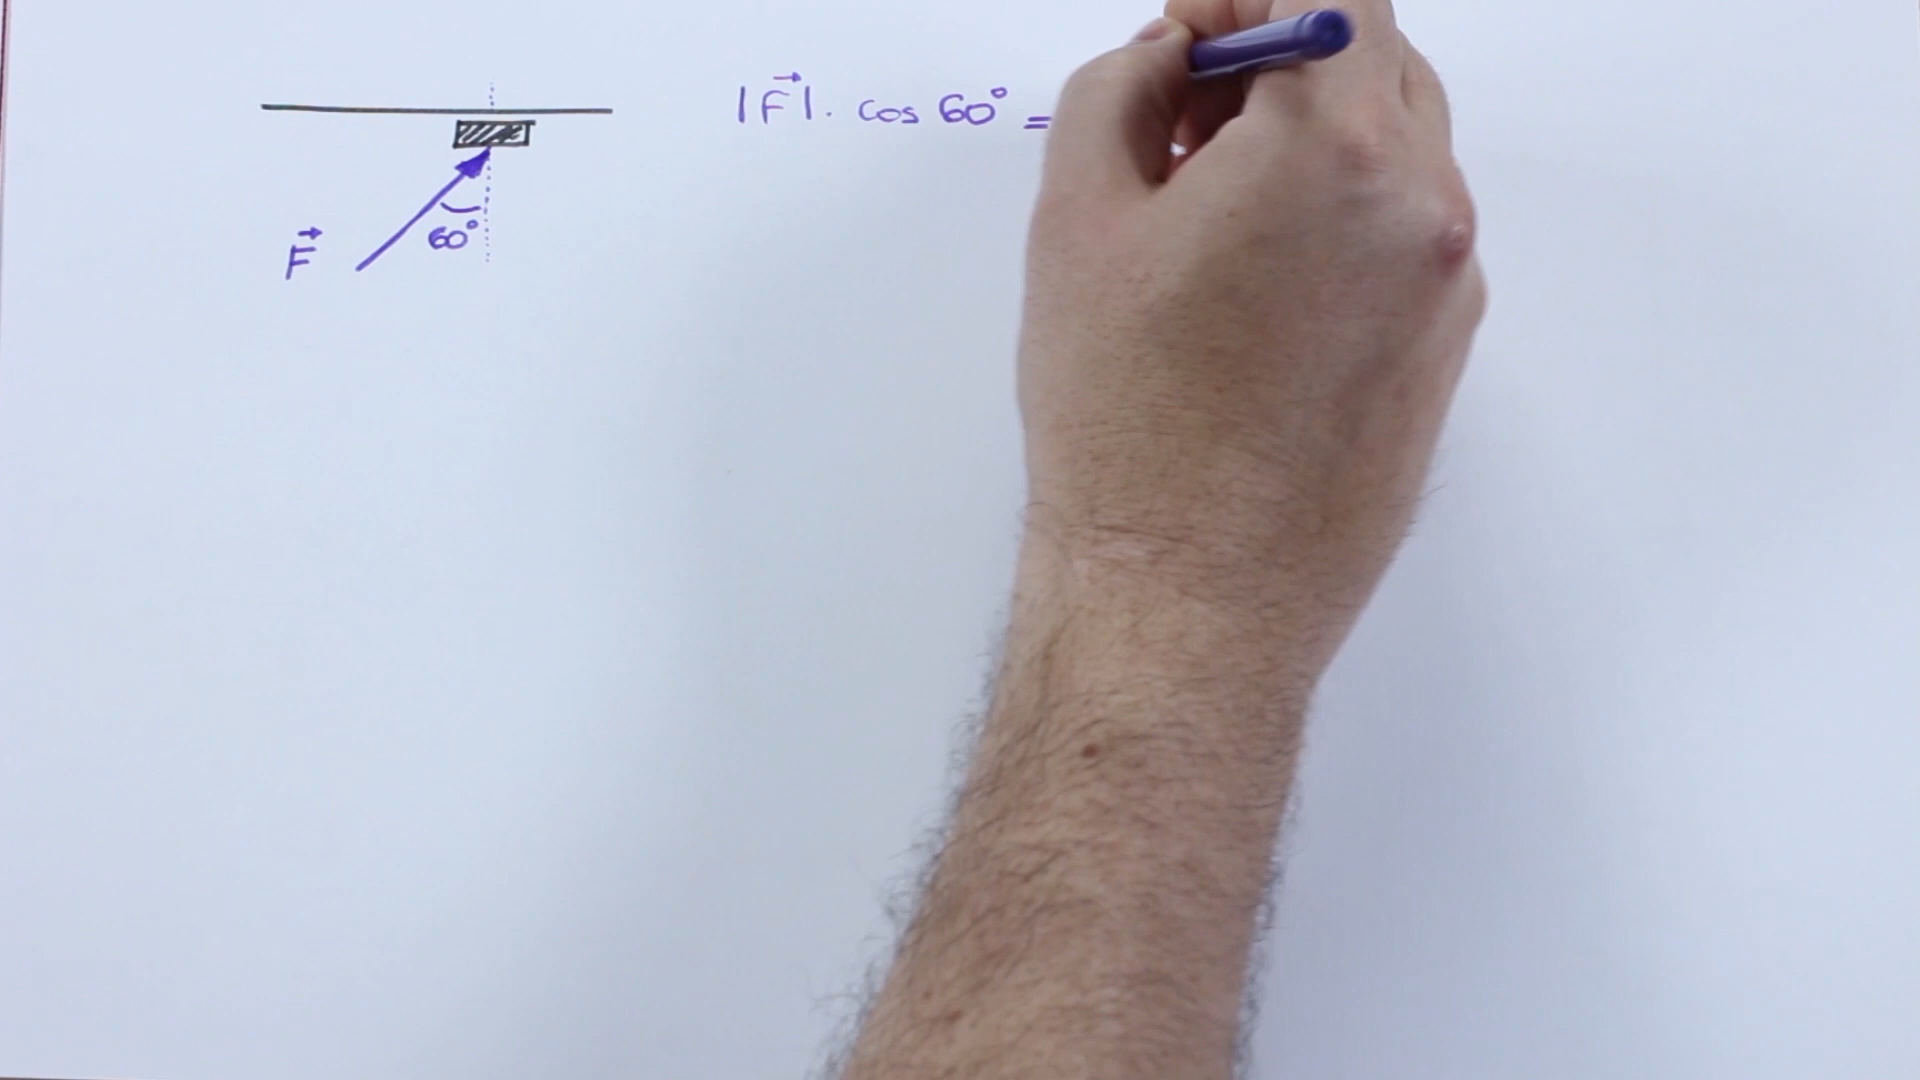 |F⃗|. cos 60° =
60°
F⃗